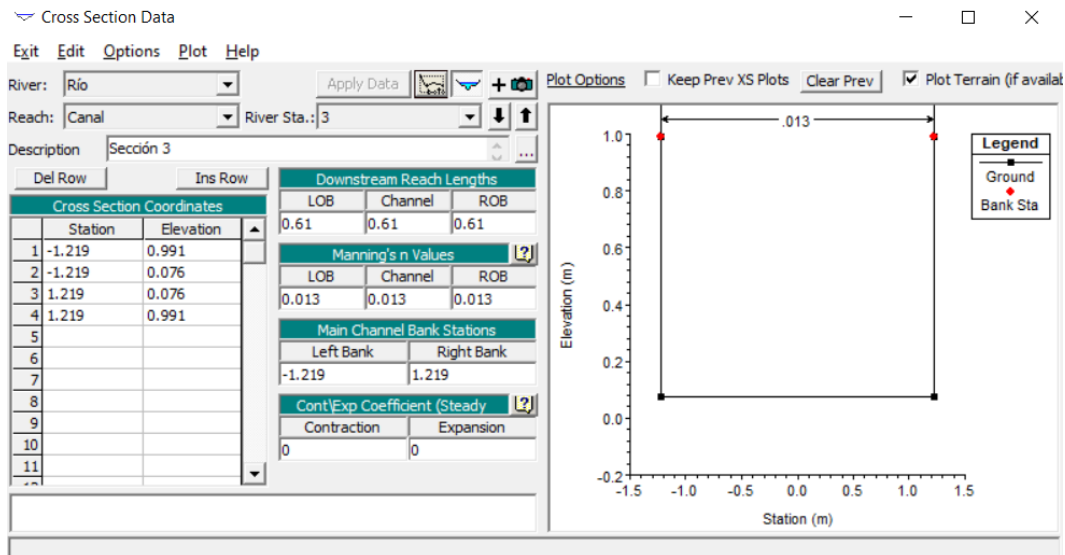 Cross Section Data
Exit Edit Options Plot Help
River: Río Apply Data
Reach: Canal River Sta.: 3
Description Sección 3 ...
Del Row Ins Row
Cross Section Coordinates
Station Elevation
1 -1.219 0.991
2 -1.219 0.076
3 1.219 0.076
4 1.219 0.991
5
6
7
8
9
10
11
Downstream Reach Lengths
LOB Channel ROB
0.61 0.61 0.61
Manning's n Values
LOB Channel ROB
0.013 0.013 0.013
Main Channel Bank Stations
Left Bank Right Bank
-1.219 1.219
Cont\Exp Coefficient (Steady
Contraction Expansion
0 0
Plot Options Keep Prev XS Plots Clear Prev Plot Terrain (if availab
.013
Legend
Ground
Bank Sta
Elevation (m)
1.0
0.8
0.6
0.4
0.2
0.0
-0.2
-1.5 -1.0 -0.5 0.0 0.5 1.0 1.5
Station (m)